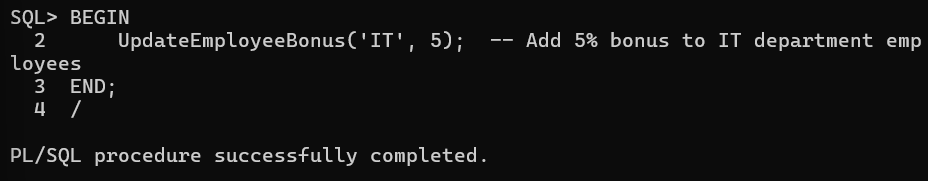 SQL> BEGIN
  2      UpdateEmployeeBonus('IT', 5);  -- Add 5% bonus to IT department emp
loyees
  3  END;
  4  /

PL/SQL procedure successfully completed.